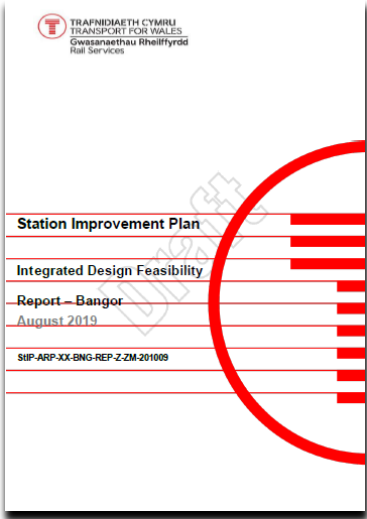 TRAFNIDIAETH CYMRU
TRANSPORT FOR WALES
Gwasanaethau Rheilffyrdd
Rail Services
Draft
Station Improvement Plan
Integrated Design Feasibility
Report – Bangor
August 2019
StIP-ARP-XX-BNG-REP-Z-ZM-201009